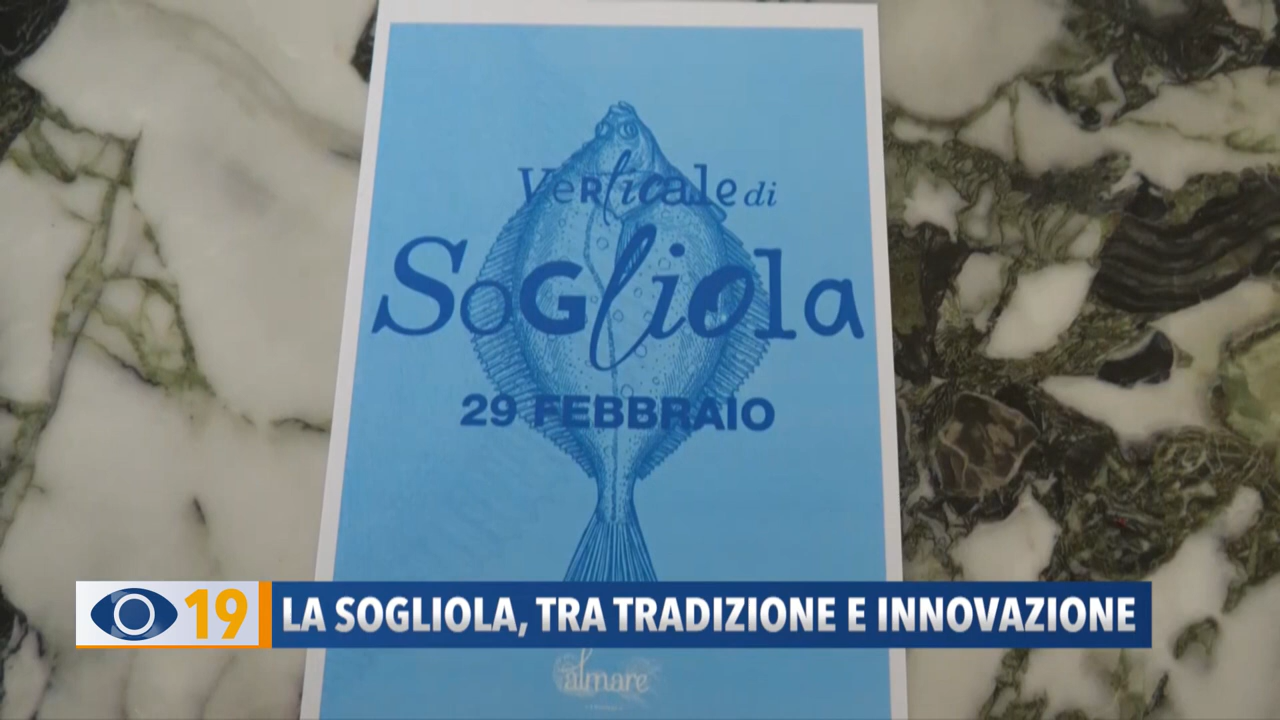 Verticale di
Sogliola
29 FEBBRAIO
19 LA SOGLIOLA, TRA TRADIZIONE E INNOVAZIONE
almare